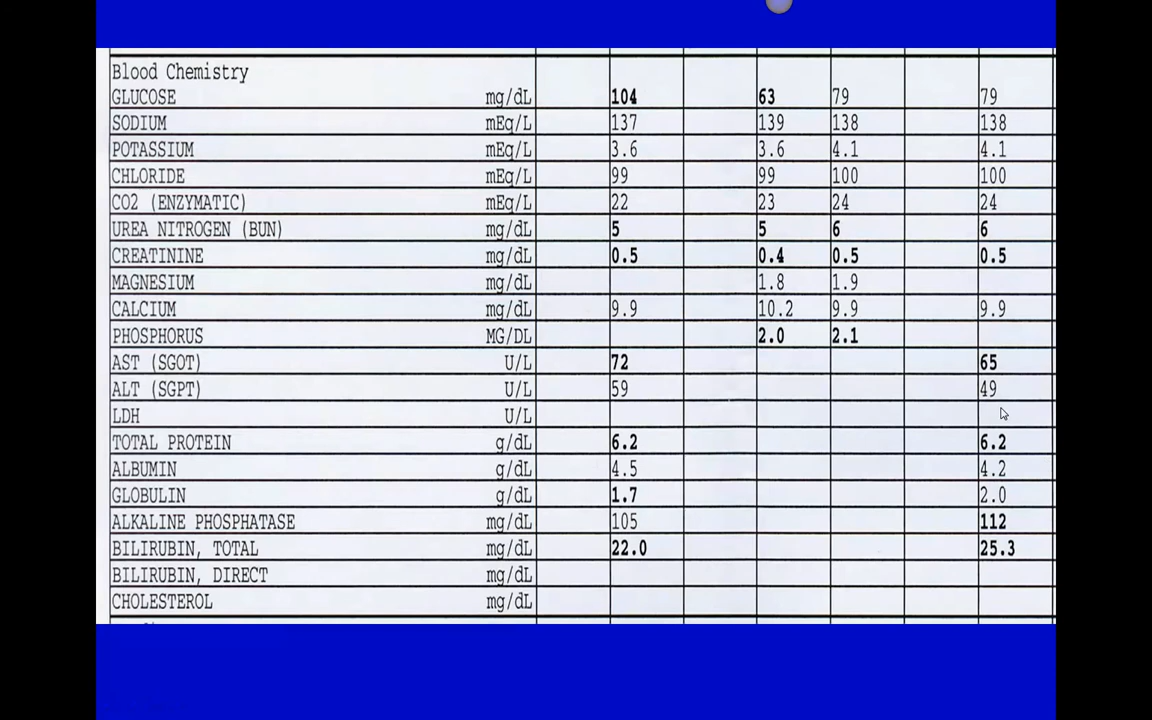 Blood Chemistry
GLUCOSE mg/dL 104 63 79 79
SODIUM mEq/L 137 139 138 138
POTASSIUM mEq/L 3.6 3.6 4.1 4.1
CHLORIDE mEq/L 99 99 100 100
CO2 (ENZYMATIC) mEq/L 22 23 24 24
UREA NITROGEN (BUN) mg/dL 5 5 6 6
CREATININE mg/dL 0.5 0.4 0.5 0.5
MAGNESIUM mg/dL 1.8 1.9
CALCIUM mg/dL 9.9 10.2 9.9 9.9
PHOSPHORUS MG/DL 2.0 2.1
AST (SGOT) U/L 72 65
ALT (SGPT) U/L 59 49
LDH U/L
TOTAL PROTEIN g/dL 6.2 6.2
ALBUMIN g/dL 4.5 4.2
GLOBULIN g/dL 1.7 2.0
ALKALINE PHOSPHATASE mg/dL 105 112
BILIRUBIN, TOTAL mg/dL 22.0 25.3
BILIRUBIN, DIRECT mg/dL
CHOLESTEROL mg/dL